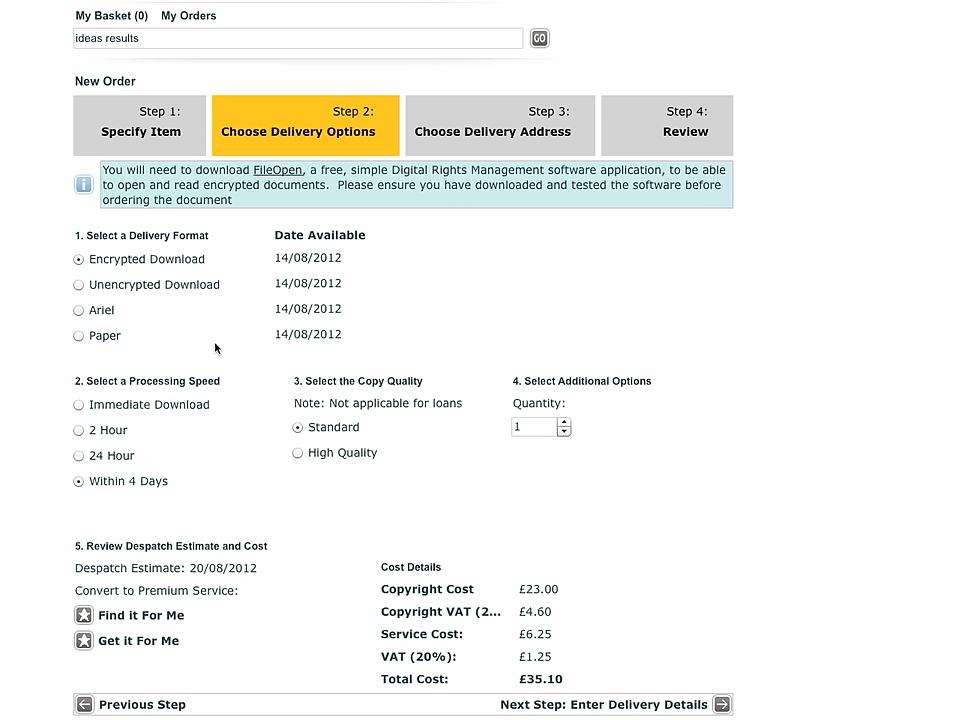 My Basket (0) My Orders
ideas results
GO
New Order
Step 1:
Specify Item
Step 2:
Choose Delivery Options
Step 3:
Choose Delivery Address
Step 4:
Review
You will need to download FileOpen, a free, simple Digital Rights Management software application, to be able
to open and read encrypted documents. Please ensure you have downloaded and tested the software before
ordering the document
1. Select a Delivery Format Date Available
Encrypted Download 14/08/2012
Unencrypted Download 14/08/2012
Ariel 14/08/2012
Paper 14/08/2012
2. Select a Processing Speed
Immediate Download
2 Hour
24 Hour
Within 4 Days
3. Select the Copy Quality
Note: Not applicable for loans
Standard
High Quality
4. Select Additional Options
Quantity:
1
5. Review Despatch Estimate and Cost
Despatch Estimate: 20/08/2012
Convert to Premium Service:
Find it For Me
Get it For Me
Cost Details
Copyright Cost £23.00
Copyright VAT (2... £4.60
Service Cost: £6.25
VAT (20%): £1.25
Total Cost: £35.10
Previous Step Next Step: Enter Delivery Details